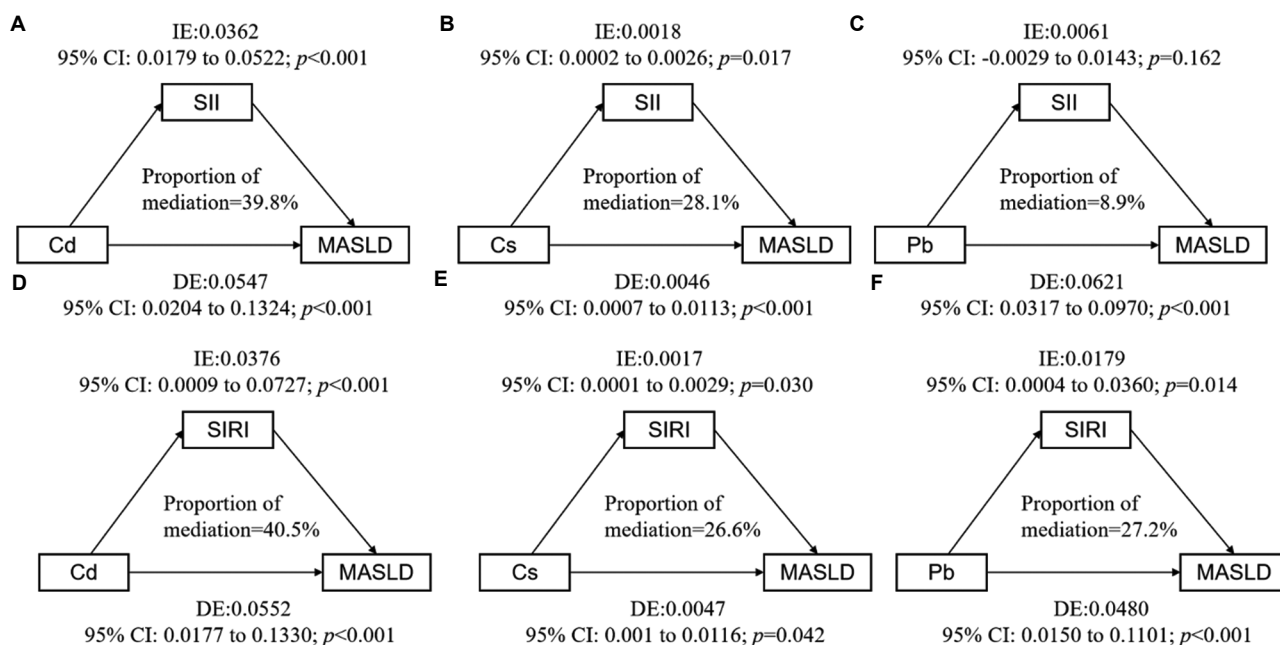 A
IE:0.0362
95% CI: 0.0179 to 0.0522; p<0.001
SII
Proportion of
mediation=39.8%
Cd
MASLD
DE:0.0547
95% CI: 0.0204 to 0.1324; p<0.001
B
IE:0.0018
95% CI: 0.0002 to 0.0026; p=0.017
SII
Proportion of
mediation=28.1%
Cs
MASLD
DE:0.0046
95% CI: 0.0007 to 0.0113; p<0.001
C
IE:0.0061
95% CI: -0.0029 to 0.0143; p=0.162
SII
Proportion of
mediation=8.9%
Pb
MASLD
DE:0.0621
95% CI: 0.0317 to 0.0970; p<0.001
D
IE:0.0376
95% CI: 0.0009 to 0.0727; p<0.001
SIRI
Proportion of
mediation=40.5%
Cd
MASLD
DE:0.0552
95% CI: 0.0177 to 0.1330; p<0.001
E
IE:0.0017
95% CI: 0.0001 to 0.0029; p=0.030
SIRI
Proportion of
mediation=26.6%
Cs
MASLD
DE:0.0047
95% CI: 0.001 to 0.0116; p=0.042
F
IE:0.0179
95% CI: 0.0004 to 0.0360; p=0.014
SIRI
Proportion of
mediation=27.2%
Pb
MASLD
DE:0.0480
95% CI: 0.0150 to 0.1101; p<0.001